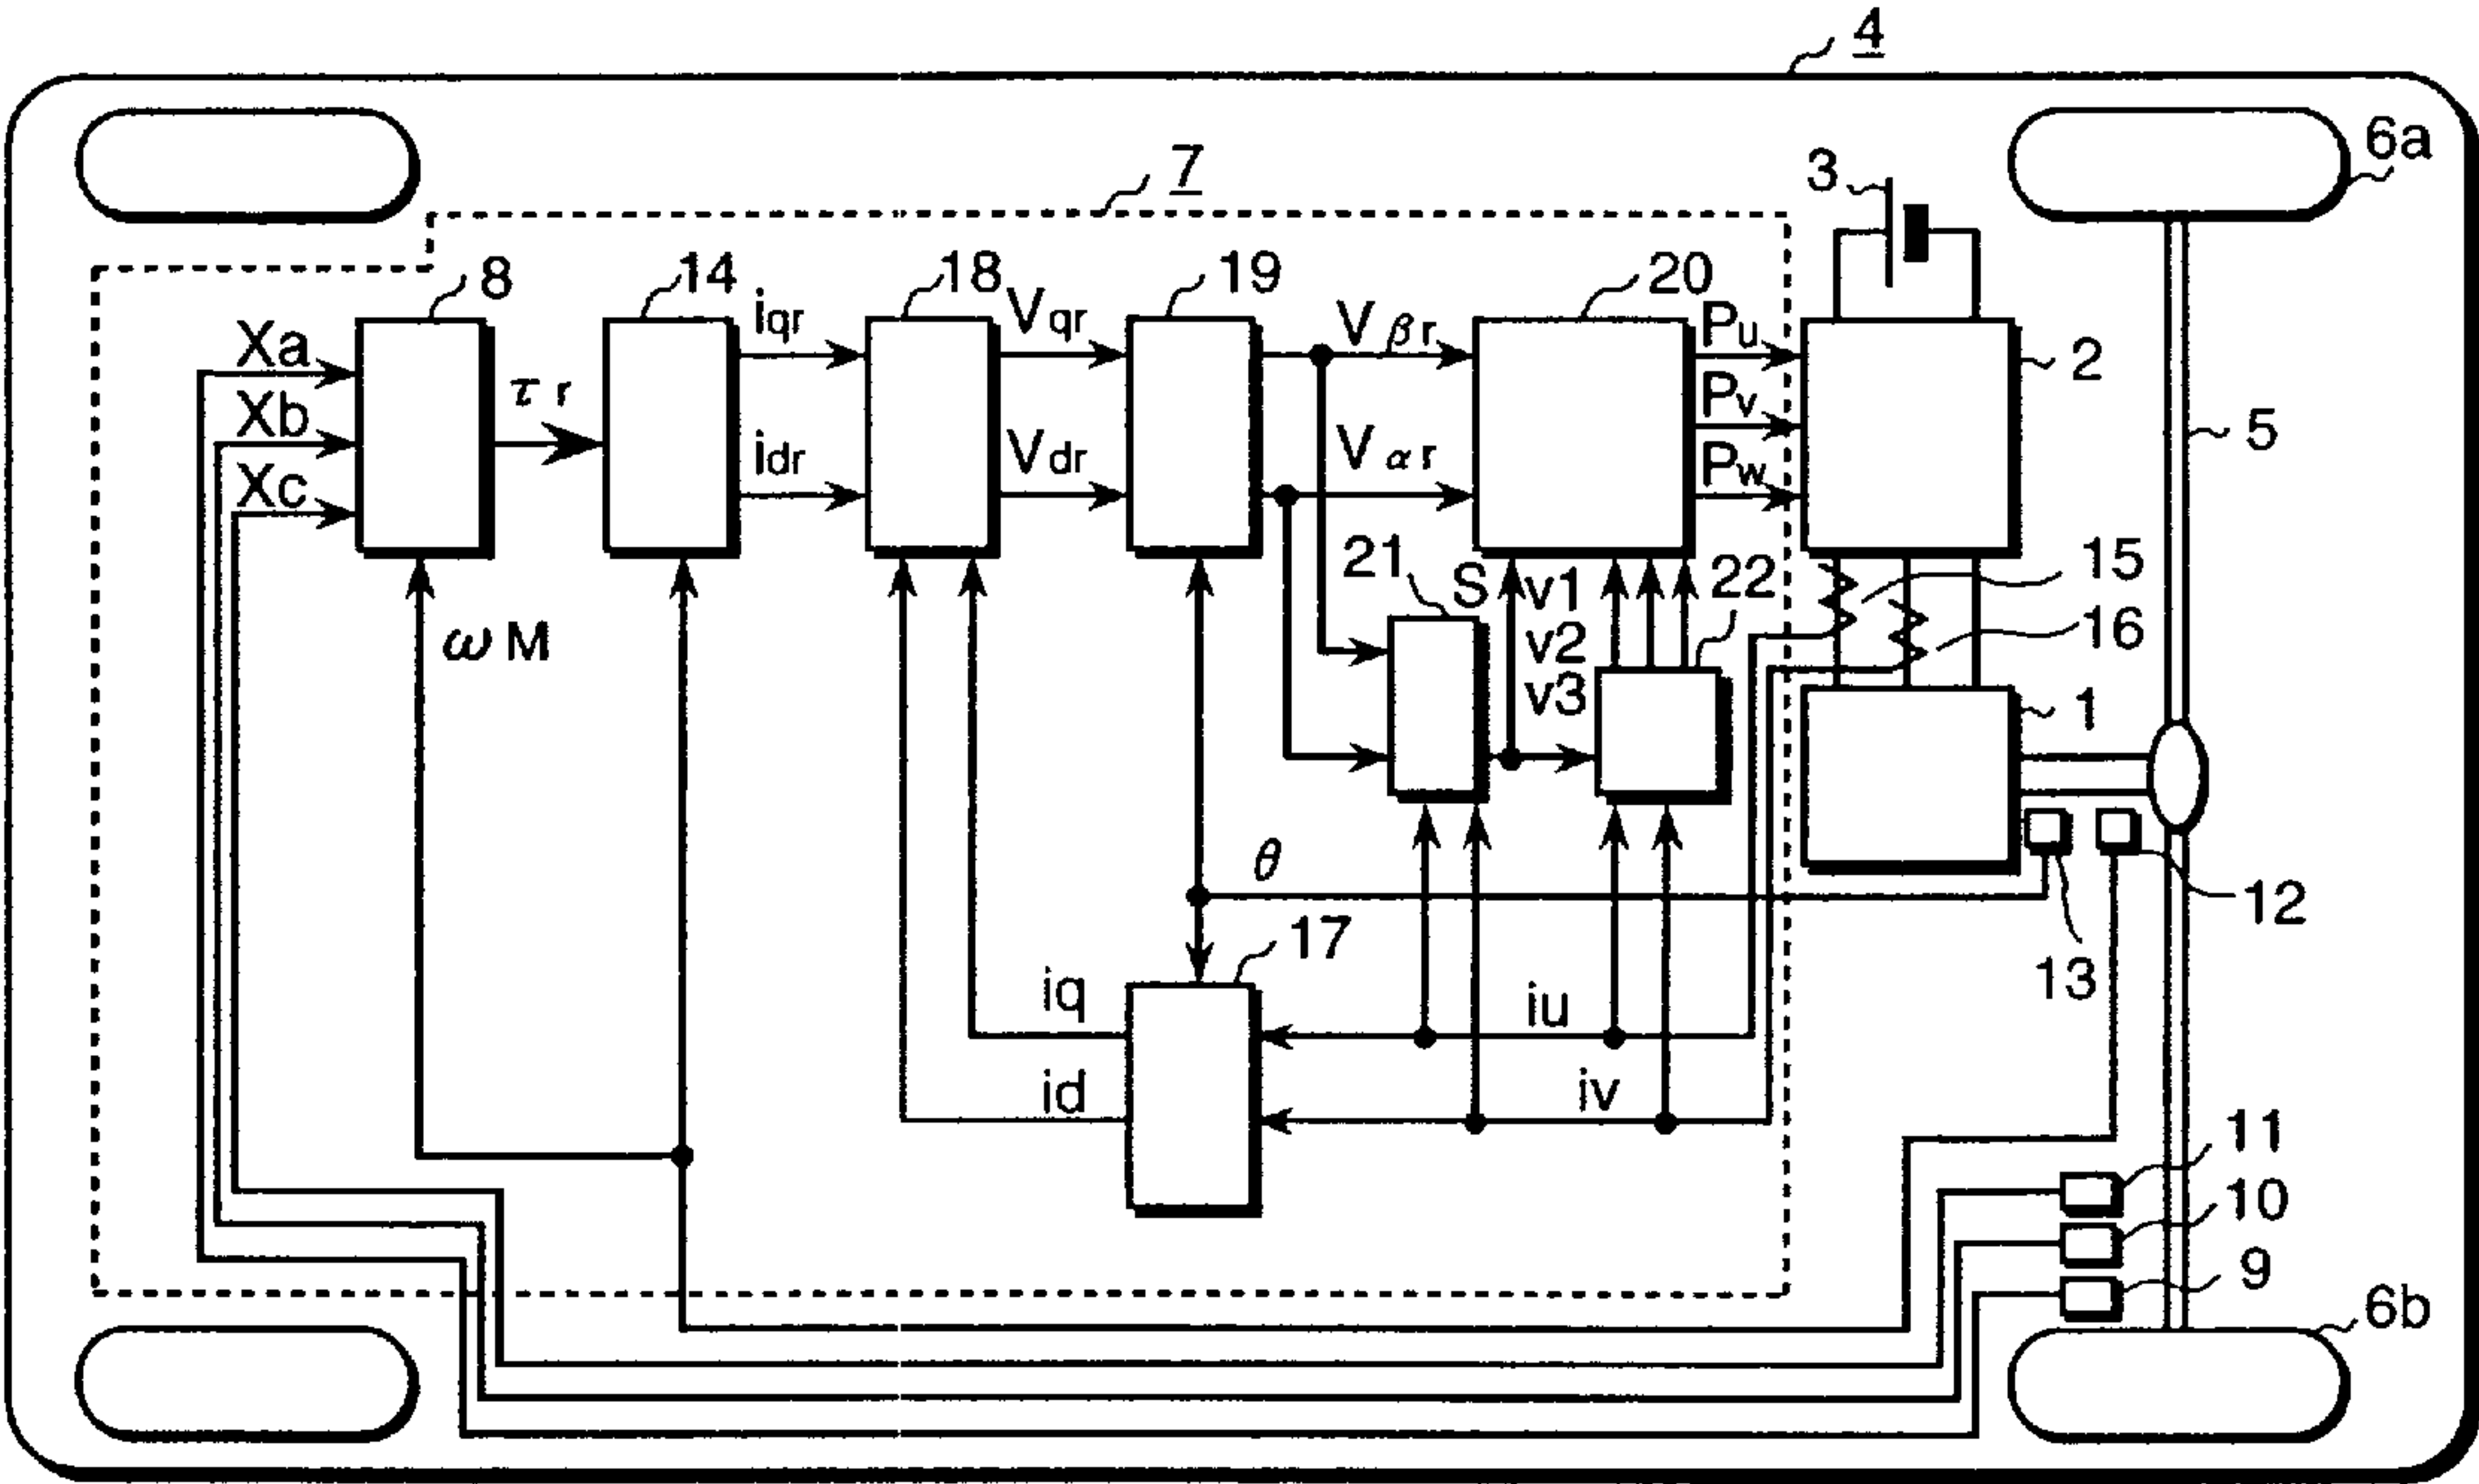 4
6a
7
3
8
14
18
19
20
iqr
Vqr
Vβr
Pu
Xa
2
τr
Pv
Xb
5
idr
Vdr
Vαr
Pw
Xc
21
S
v1
22
15
ωM
v2
16
v3
1
θ
12
17
13
iq
iu
id
iv
11
10
9
6b